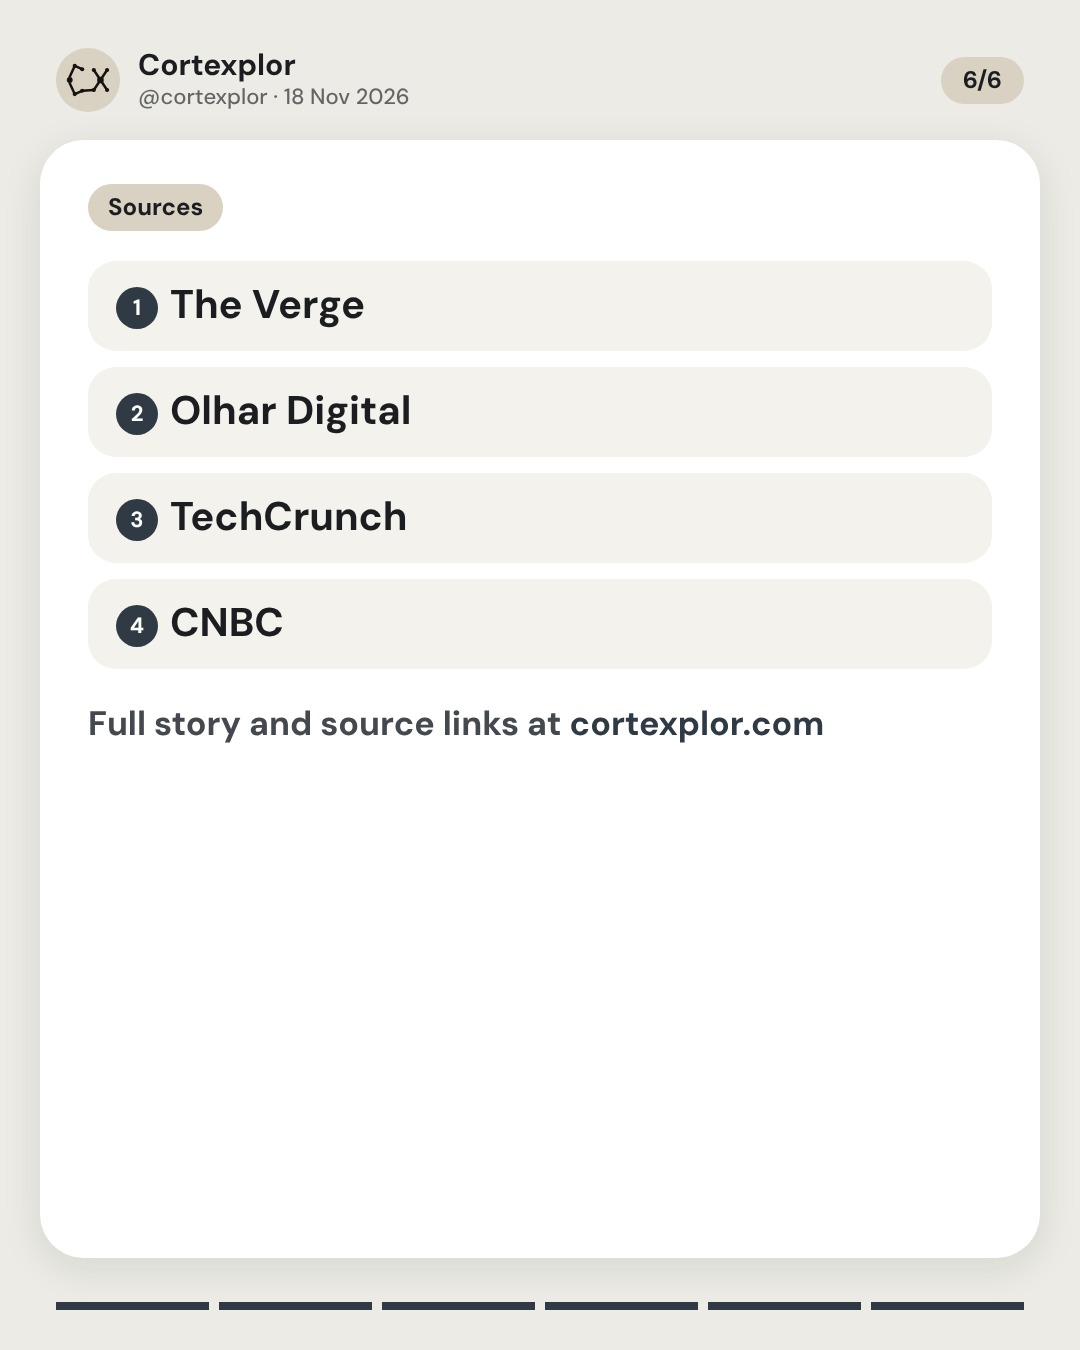 Cortexplor
@cortexplor · 18 Nov 2026
6/6
Sources
1 The Verge
2 Olhar Digital
3 TechCrunch
4 CNBC
Full story and source links at cortexplor.com